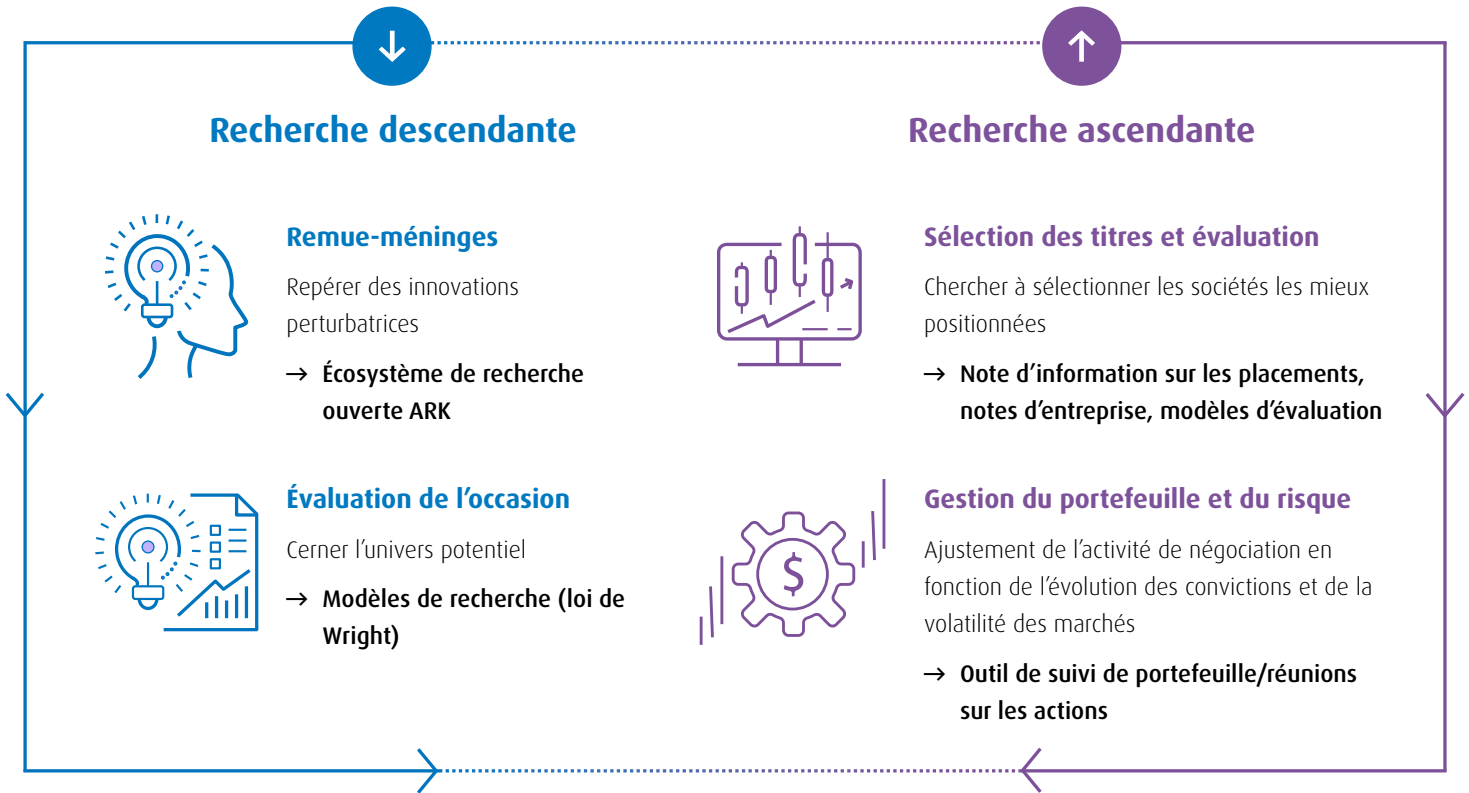 Recherche descendante
Remue-méninges
Repérer des innovations
perturbatrices
→ Écosystème de recherche
ouverte ARK
Évaluation de l’occasion
Cerner l’univers potentiel
→ Modèles de recherche (loi de
Wright)
Recherche ascendante
Sélection des titres et évaluation
Chercher à sélectionner les sociétés les mieux
positionnées
→ Note d’information sur les placements,
notes d’entreprise, modèles d’évaluation
$
Gestion du portefeuille et du risque
Ajustement de l’activité de négociation en
fonction de l’évolution des convictions et de la
volatilité des marchés
→ Outil de suivi de portefeuille/réunions
sur les actions